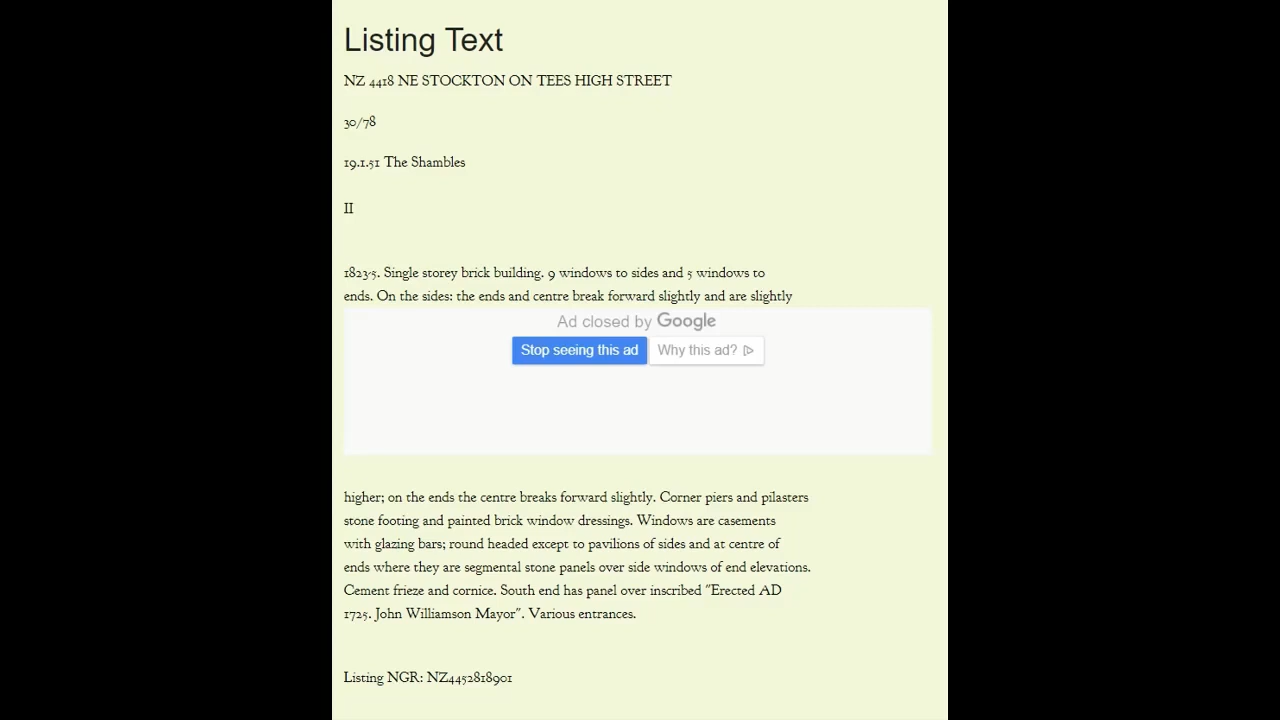 Listing Text
NZ 4418 NE STOCKTON ON TEES HIGH STREET
30/78
19.1.51 The Shambles
II
1823-5. Single storey brick building. 9 windows to sides and 5 windows to
ends. On the sides: the ends and centre break forward slightly and are slightly
Ad closed by Google
Stop seeing this ad Why this ad?
higher; on the ends the centre breaks forward slightly. Corner piers and pilasters
stone footing and painted brick window dressings. Windows are casements
with glazing bars; round headed except to pavilions of sides and at centre of
ends where they are segmental stone panels over side windows of end elevations.
Cement frieze and cornice. South end has panel over inscribed "Erected AD
1725. John Williamson Mayor". Various entrances.
Listing NGR: NZ4452818901